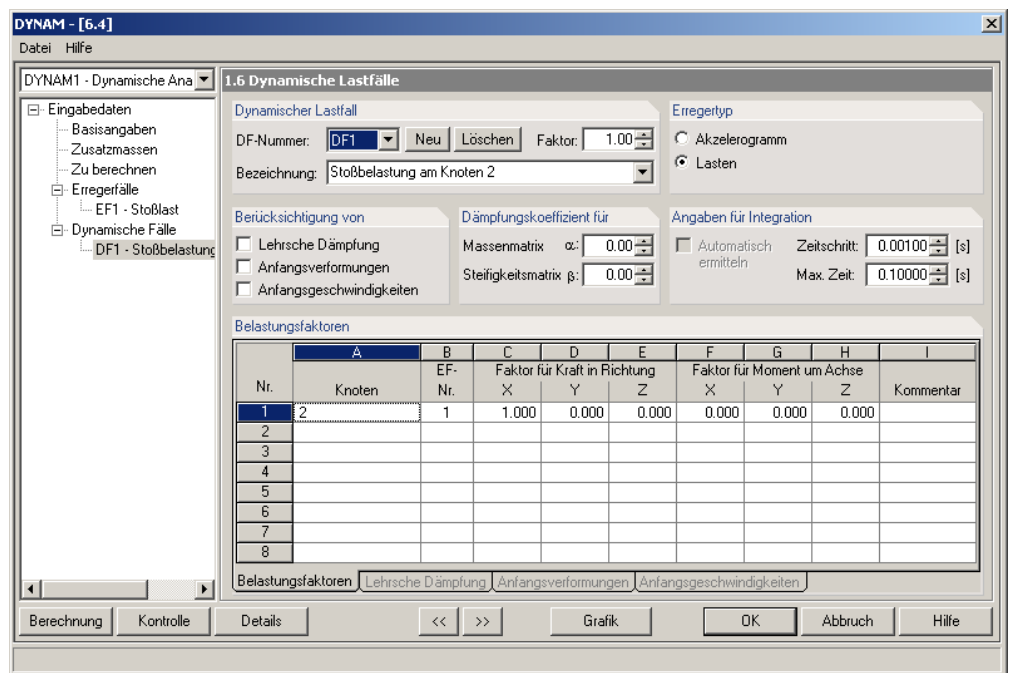 DYNAM - [6.4]
Datei Hilfe
DYNAM1 - Dynamische Ana
Eingabedaten
Basisangaben
Zusatzmassen
Zu berechnen
Erregerfälle
EF1 - Stoßlast
Dynamische Fälle
DF1 - Stoßbelastung
1.6 Dynamische Lastfälle
Dynamischer Lastfall
DF-Nummer: DF1 Neu Löschen Faktor: 1.00
Bezeichnung: Stoßbelastung am Knoten 2
Erregertyp
Akzelerogramm
Lasten
Berücksichtigung von
Lehrsche Dämpfung
Anfangsverformungen
Anfangsgeschwindigkeiten
Dämpfungskoeffizient für
Massenmatrix α: 0.00
Steifigkeitsmatrix β: 0.00
Angaben für Integration
Automatisch ermitteln
Zeitschritt: 0.00100 [s]
Max. Zeit: 0.10000 [s]
Belastungsfaktoren
A B C D E F G H I
EF- Faktor für Kraft in Richtung Faktor für Moment um Achse
Nr. Knoten Nr. X Y Z X Y Z Kommentar
1 2 1 1.000 0.000 0.000 0.000 0.000 0.000
2
3
4
5
6
7
8
Belastungsfaktoren Lehrsche Dämpfung Anfangsverformungen Anfangsgeschwindigkeiten
Berechnung Kontrolle Details << >> Grafik OK Abbruch Hilfe